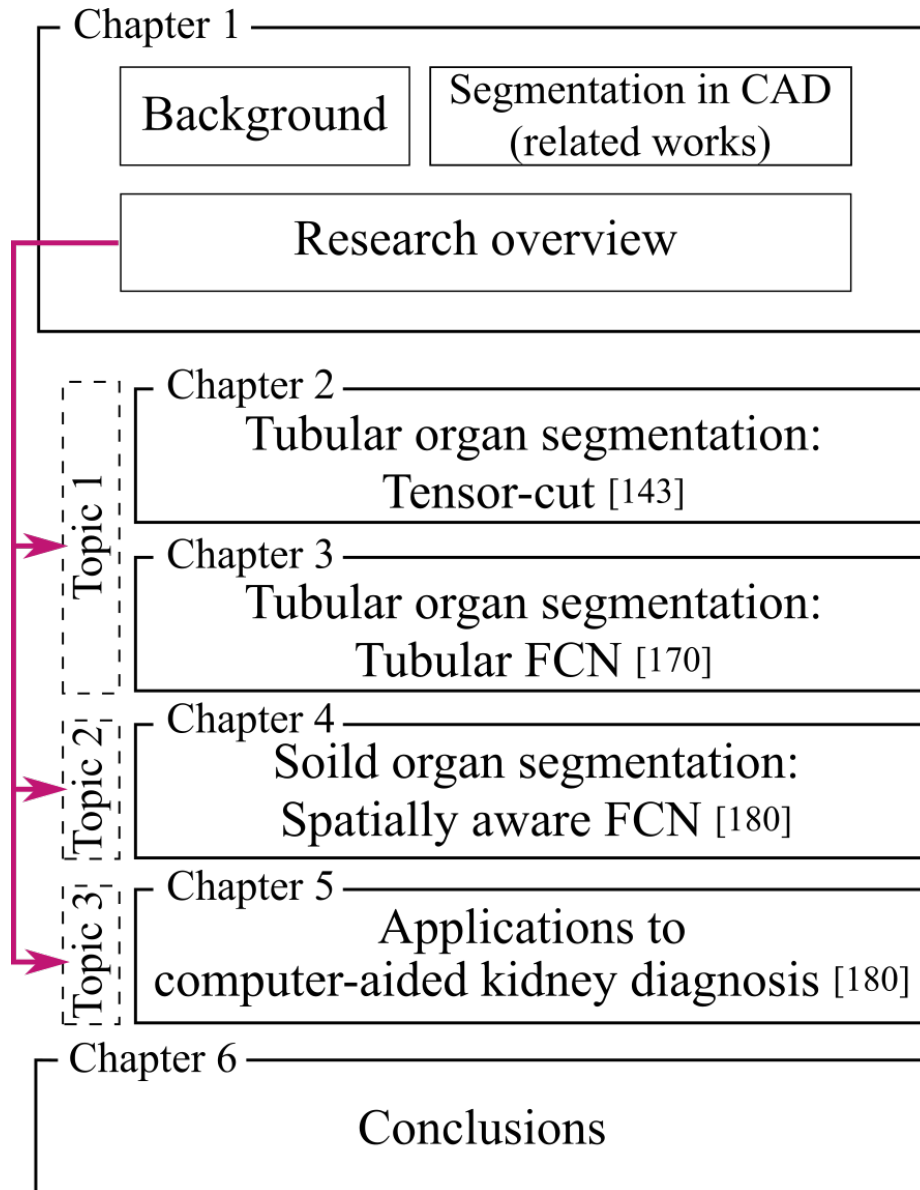 Chapter 1
Background
Segmentation in CAD
(related works)
Research overview
Topic 1
Chapter 2
Tubular organ segmentation:
Tensor-cut [143]
Chapter 3
Tubular organ segmentation:
Tubular FCN [170]
Topic 2
Chapter 4
Soild organ segmentation:
Spatially aware FCN [180]
Topic 3
Chapter 5
Applications to
computer-aided kidney diagnosis [180]
Chapter 6
Conclusions